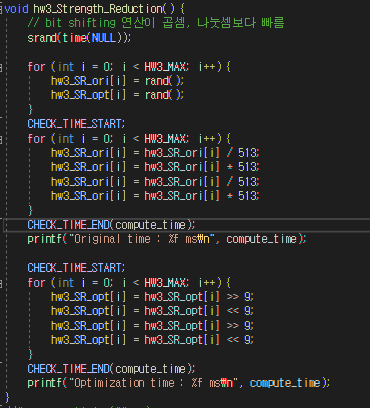 void hw3_Strength_Reduction() {
// bit shifting 연산이 곱셈, 나눗셈보다 빠름
srand(time(NULL));
for (int i = 0; i < HW3_MAX; i++) {
hw3_SR_ori[i] = rand();
hw3_SR_opt[i] = rand();
}
CHECK_TIME_START;
for (int i = 0; i < HW3_MAX; i++) {
hw3_SR_ori[i] = hw3_SR_ori[i] / 513;
hw3_SR_ori[i] = hw3_SR_ori[i] * 513;
hw3_SR_ori[i] = hw3_SR_ori[i] / 513;
hw3_SR_ori[i] = hw3_SR_ori[i] * 513;
}
CHECK_TIME_END(compute_time);
printf("Original time : %f ms₩n", compute_time);
CHECK_TIME_START;
for (int i = 0; i < HW3_MAX; i++) {
hw3_SR_opt[i] = hw3_SR_opt[i] >> 9;
hw3_SR_opt[i] = hw3_SR_opt[i] << 9;
hw3_SR_opt[i] = hw3_SR_opt[i] >> 9;
hw3_SR_opt[i] = hw3_SR_opt[i] << 9;
}
CHECK_TIME_END(compute_time);
printf("Optimization time : %f ms₩n", compute_time);
}